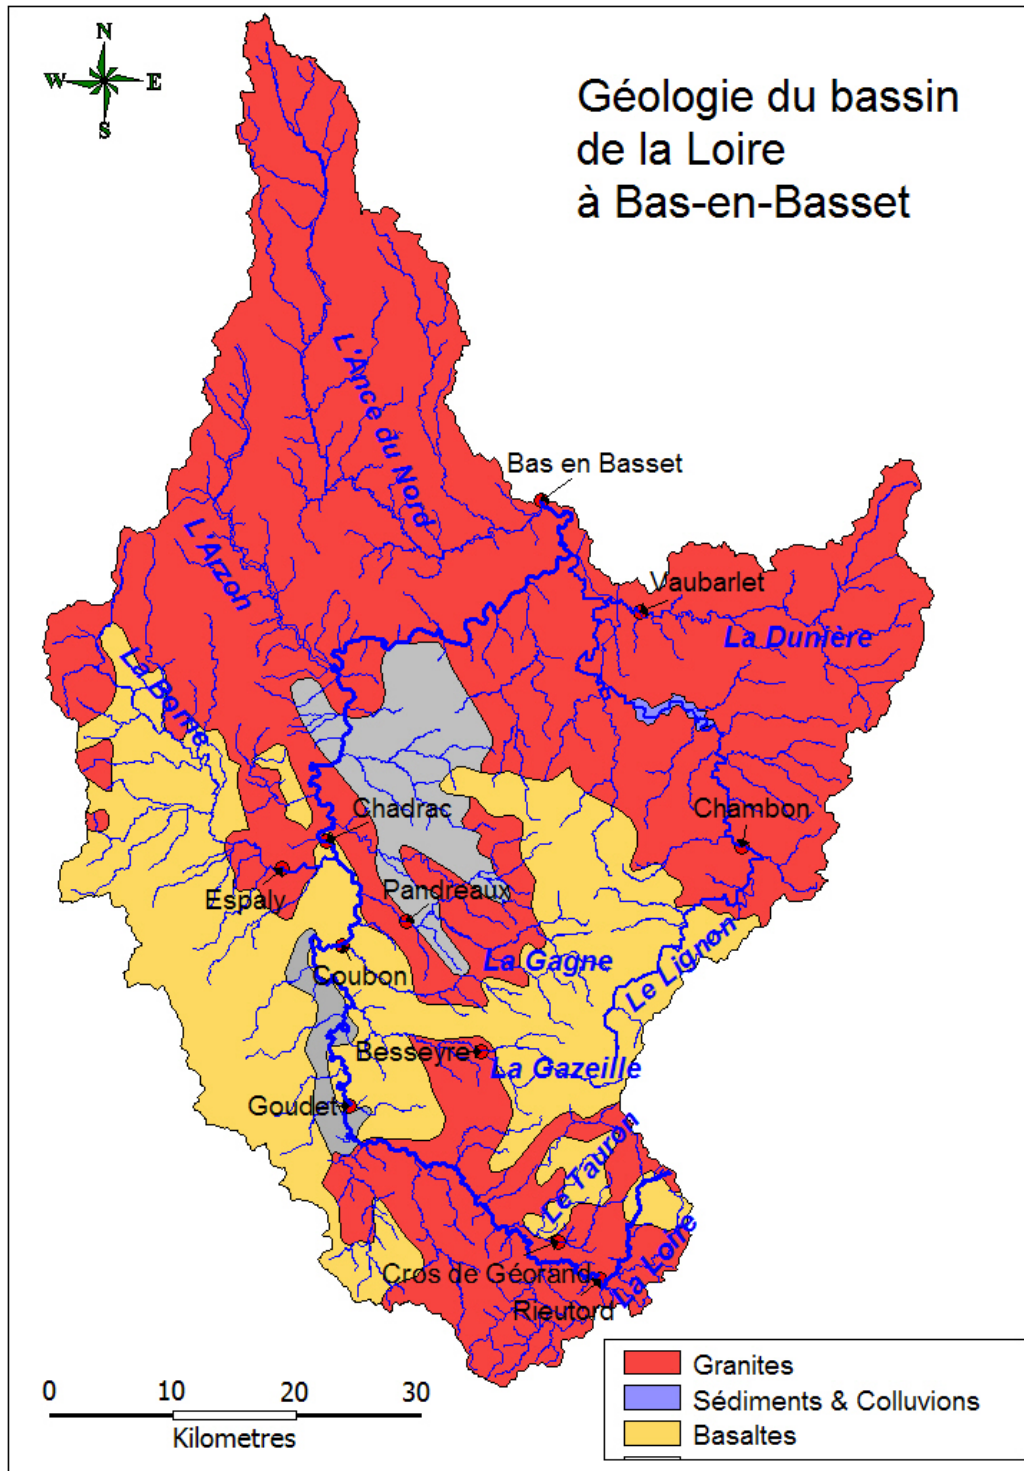 N
W
E
S
Géologie du bassin
de la Loire
à Bas-en-Basset
L'Ance du Nord
Bas en Basset
L'Arzon
Vaubarlet
La Dunière
La Borne
Chadrac
Chambon
Espaly
Pandreaux
Le Lignon
La Gagne
Coubon
Besseyre
La Gazeille
Goudet
Le Tauron
La Loire
Cros de Géorand
Rieutord
Granites
Sédiments & Colluvions
Basaltes
0 10 20 30
Kilometres